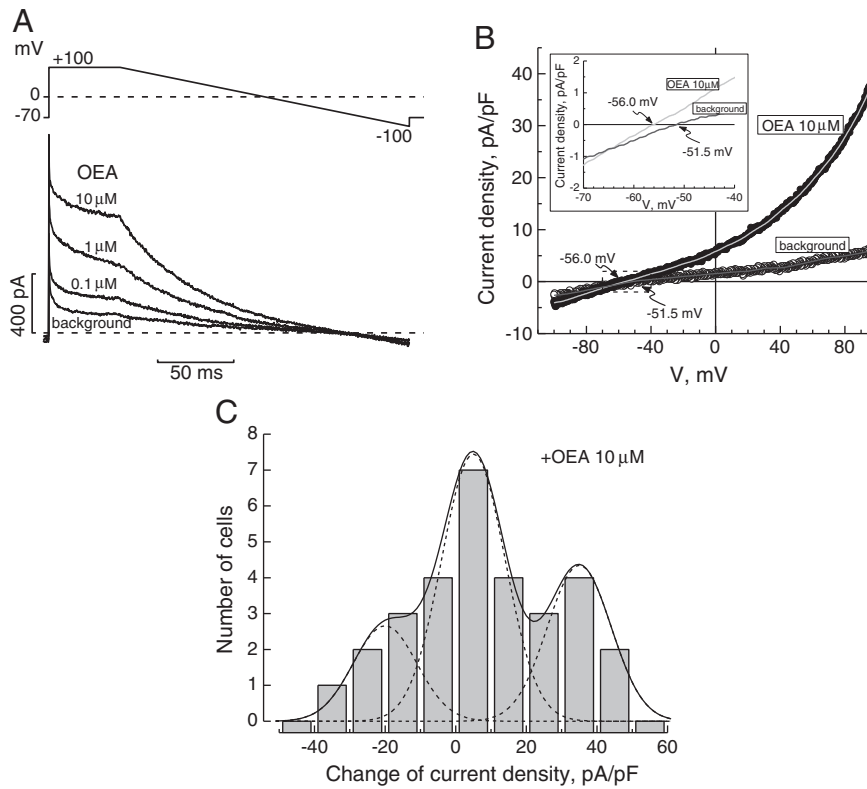 A
mV
+100
0
-70
-100
OEA
10 μM
1 μM
0.1 μM
background
400 pA
50 ms
B
Current density, pA/pF
40
30
20
10
0
-10
-80
-40
0
40
80
V, mV
OEA 10 μM
background
-56.0 mV
-51.5 mV
Current density, pA/pF
2
1
0
-1
2
-70
-60
-50
-40
V, mV
OEA 10μM
background
-56.0 mV
-51.5 mV
C
+OEA 10 μM
Number of cells
8
7
6
5
4
3
2
1
0
-40
-20
0
20
40
60
Change of current density, pA/pF